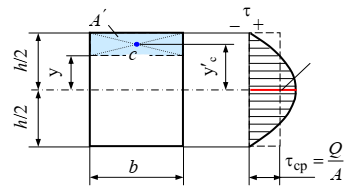 A′
τ
− +
h/2
y
c
y′c
h/2
b
τср = Q/A